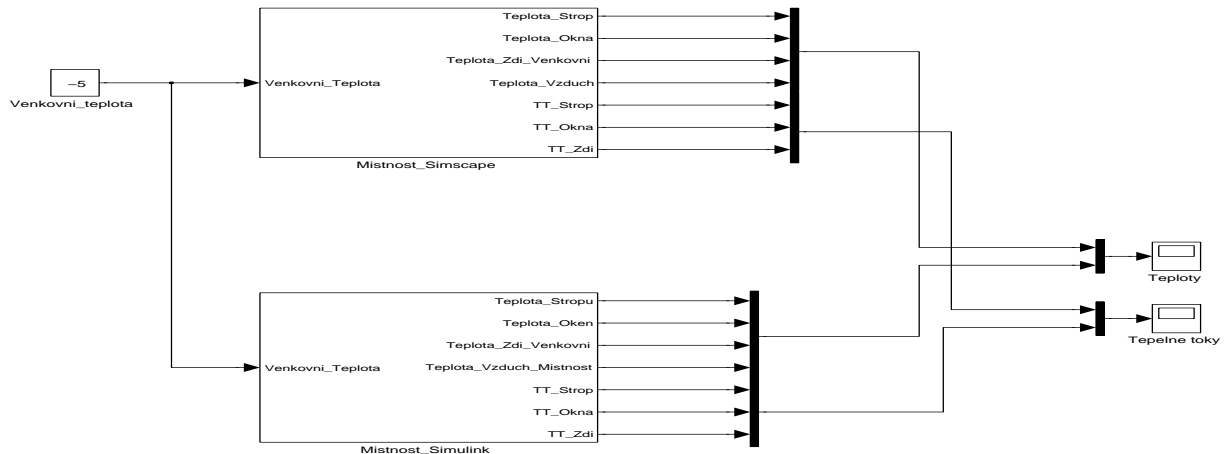 Teplota_Strop
Teplota_Okna
Teplota_Zdi_Venkovni
Venkovni_Teplota
Teplota_Vzduch
−5
Venkovni_teplota
TT_Strop
TT_Okna
TT_Zdi
Mistnost_Simscape
Teploty
Teplota_Stropu
Teplota_Oken
Tepelne toky
Teplota_Zdi_Venkovni
Venkovni_Teplota
Teplota_Vzduch_Mistnost
TT_Strop
TT_Okna
TT_Zdi
Mistnost_Simulink